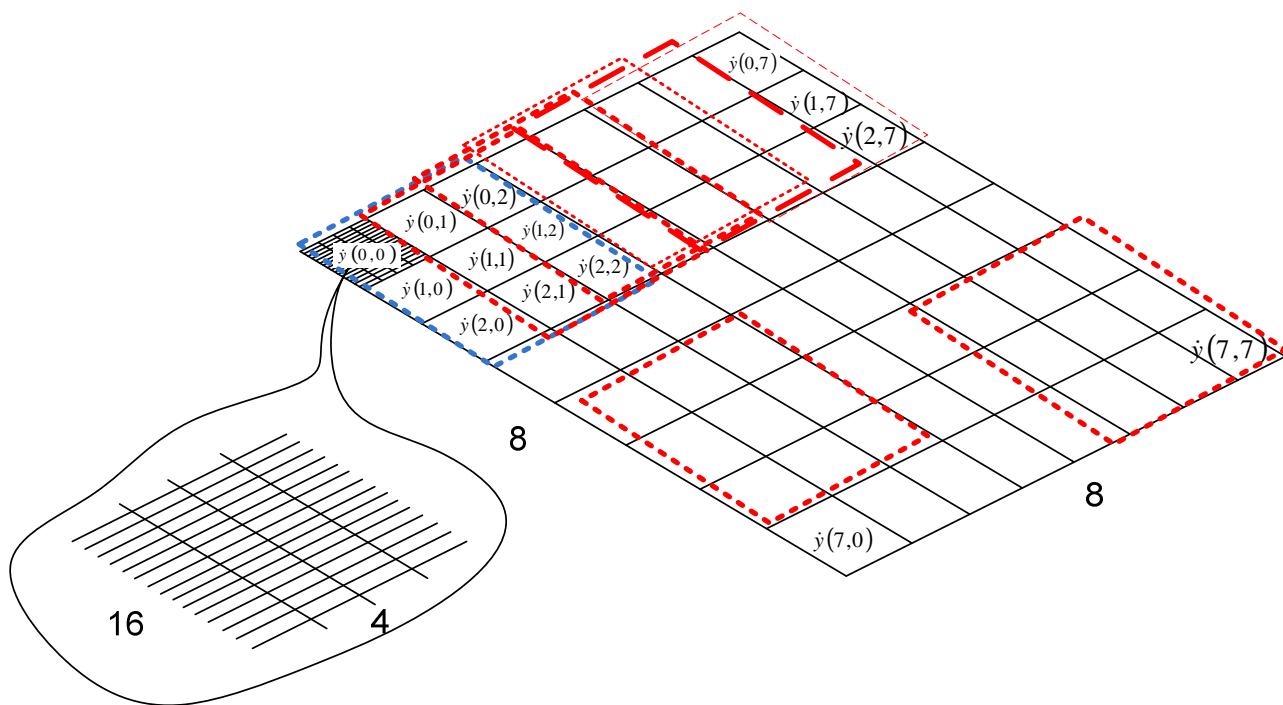 ẏ(0,7)
ẏ(1,7)
ẏ(2,7)
ẏ(0,2)
ẏ(0,1)
ẏ(1,2)
ẏ(0,0)
ẏ(1,1)
ẏ(2,2)
ẏ(1,0)
ẏ(2,1)
ẏ(2,0)
ẏ(7,7)
8
8
ẏ(7,0)
16
4